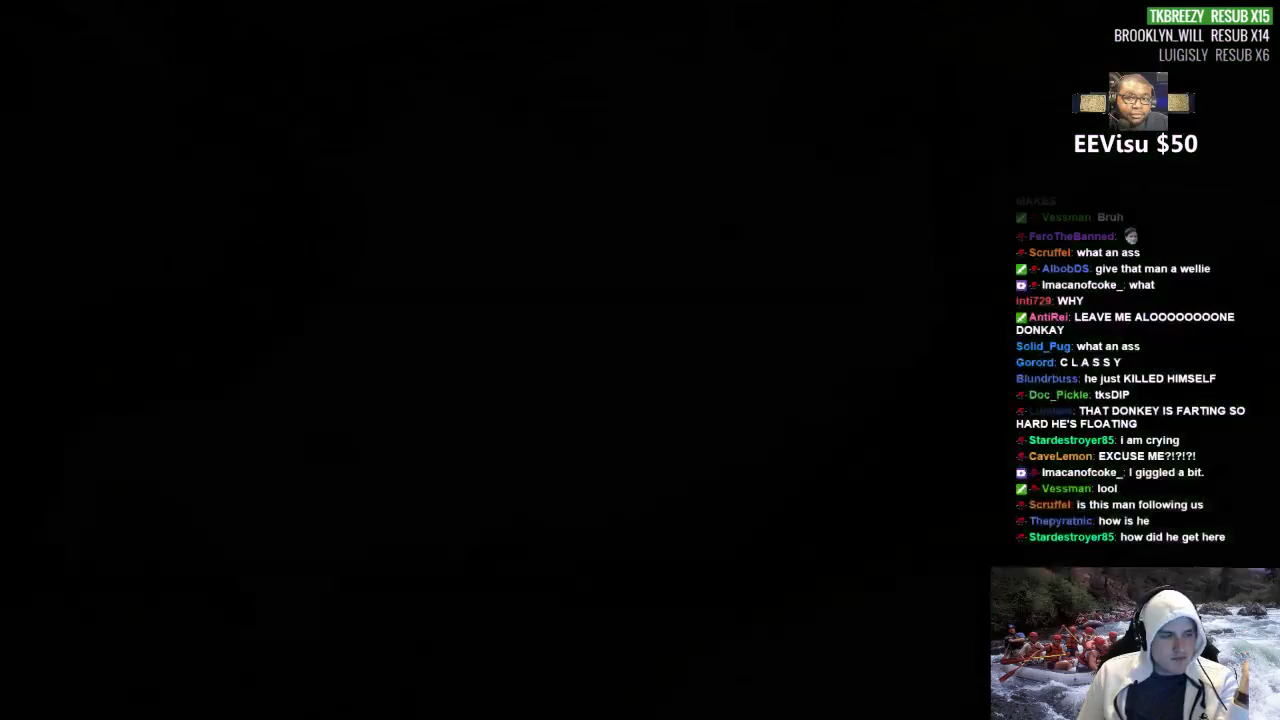 TKBREEZY RESUB X15
BROOKLYN_WILL RESUB X14
LUIGISLY RESUB X6
EEVisu $50
MAKES
Vessman: Bruh
FeroTheBanned:
Scruffel: what an ass
AlbobDS: give that man a wellie
Imacanofcoke_: what
inti729: WHY
AntiRei: LEAVE ME ALOOOOOOOONE
DONKAY
Solid_Pug: what an ass
Gorord: C L A S S Y
Blundrbuss: he just KILLED HIMSELF
Doc_Pickle: tksDIP
THAT DONKEY IS FARTING SO
HARD HE'S FLOATING
Stardestroyer85: i am crying
CaveLemon: EXCUSE ME?!?!?!
Imacanofcoke_: I giggled a bit.
Vessman: lool
Scruffel: is this man following us
Thepyratnic: how is he
Stardestroyer85: how did he get here